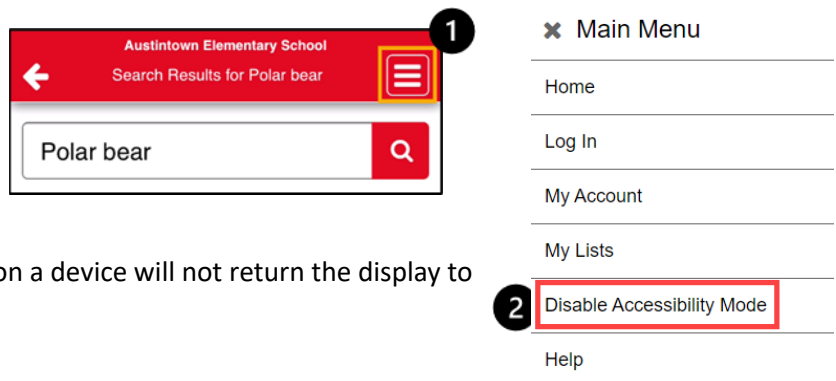 1
Austintown Elementary School
Search Results for Polar bear
Polar bear
on a device will not return the display to
Main Menu
Home
Log In
My Account
My Lists
2
Disable Accessibility Mode
Help